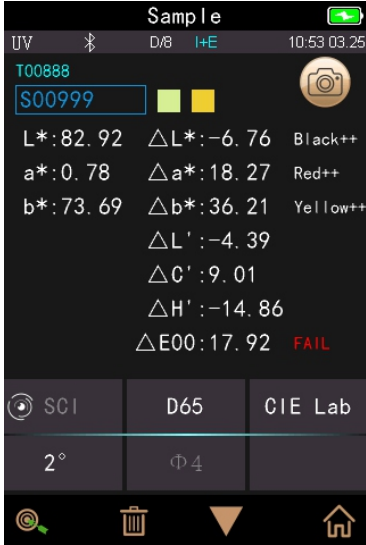 Sample
UV D/8 I+E 10:53 03.25
T00888
S00999
L*:82.92 △L*:-6.76 Black++
a*:0.78 △a*:18.27 Red++
b*:73.69 △b*:36.21 Yellow++
△L':-4.39
△C':9.01
△H':-14.86
△E00:17.92 FAIL
SCI D65 CIE Lab
2° Φ4